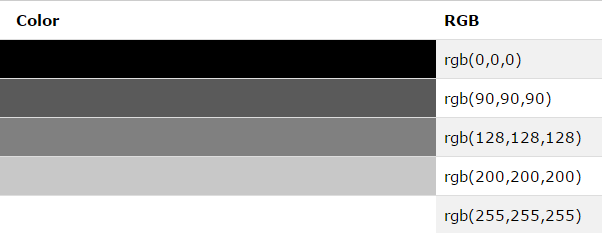 Color RGB
rgb(0,0,0)
rgb(90,90,90)
rgb(128,128,128)
rgb(200,200,200)
rgb(255,255,255)